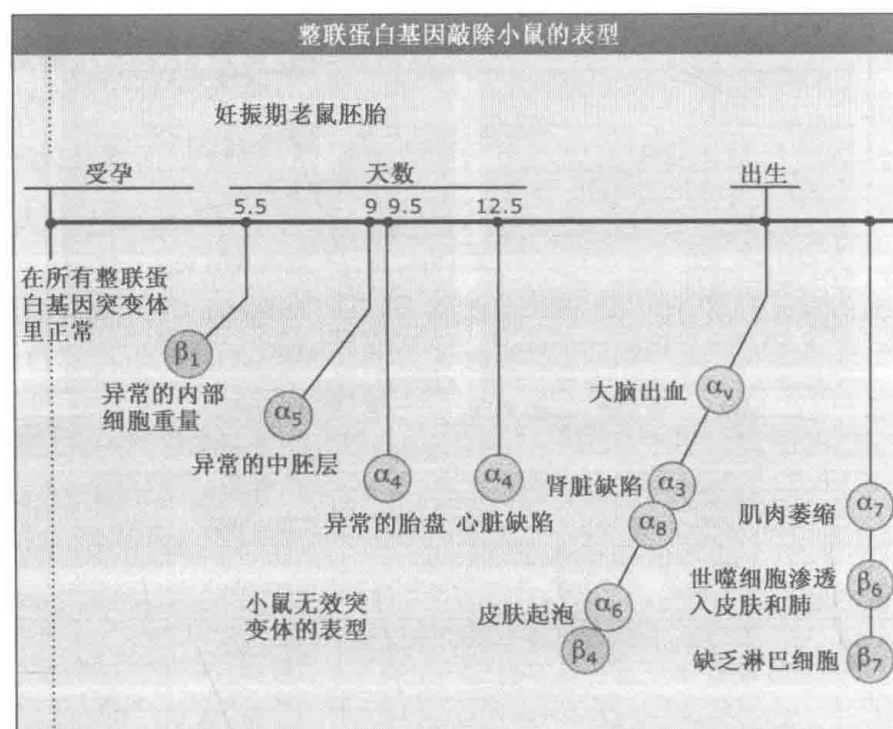 整联蛋白基因敲除小鼠的表型
妊振期老鼠胚胎
受孕
天数
出生
5.5
9
9.5
12.5
在所有整联蛋
白基因突变体
里正常
β1
异常的内部
细胞重量
α5
异常的中胚层
α4
异常的胎盘
α4
心脏缺陷
大脑出血
αv
肾脏缺陷
α3
α8
皮肤起泡
α6
β4
肌肉萎缩
α7
世噬细胞渗透
入皮肤和肺
β6
缺乏淋巴细胞
β7
小鼠无效突
变体的表型